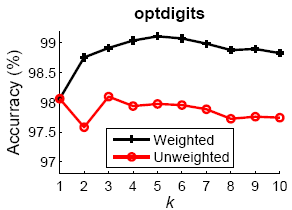 optdigits
Accurracy (%)
99
98.5
98
97.5
97
Weighted
Unweighted
1 2 3 4 5 6 7 8 9 10
k